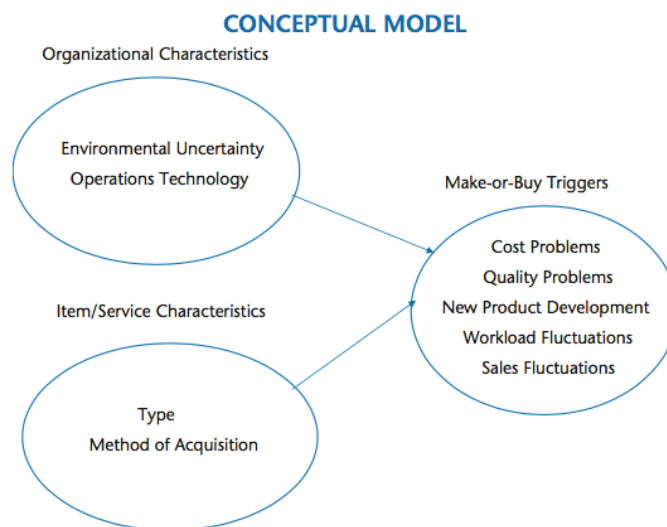 CONCEPTUAL MODEL
Organizational Characteristics
Environmental Uncertainty
Operations Technology
Make-or-Buy Triggers
Cost Problems
Quality Problems
New Product Development
Workload Fluctuations
Sales Fluctuations
Item/Service Characteristics
Type
Method of Acquisition